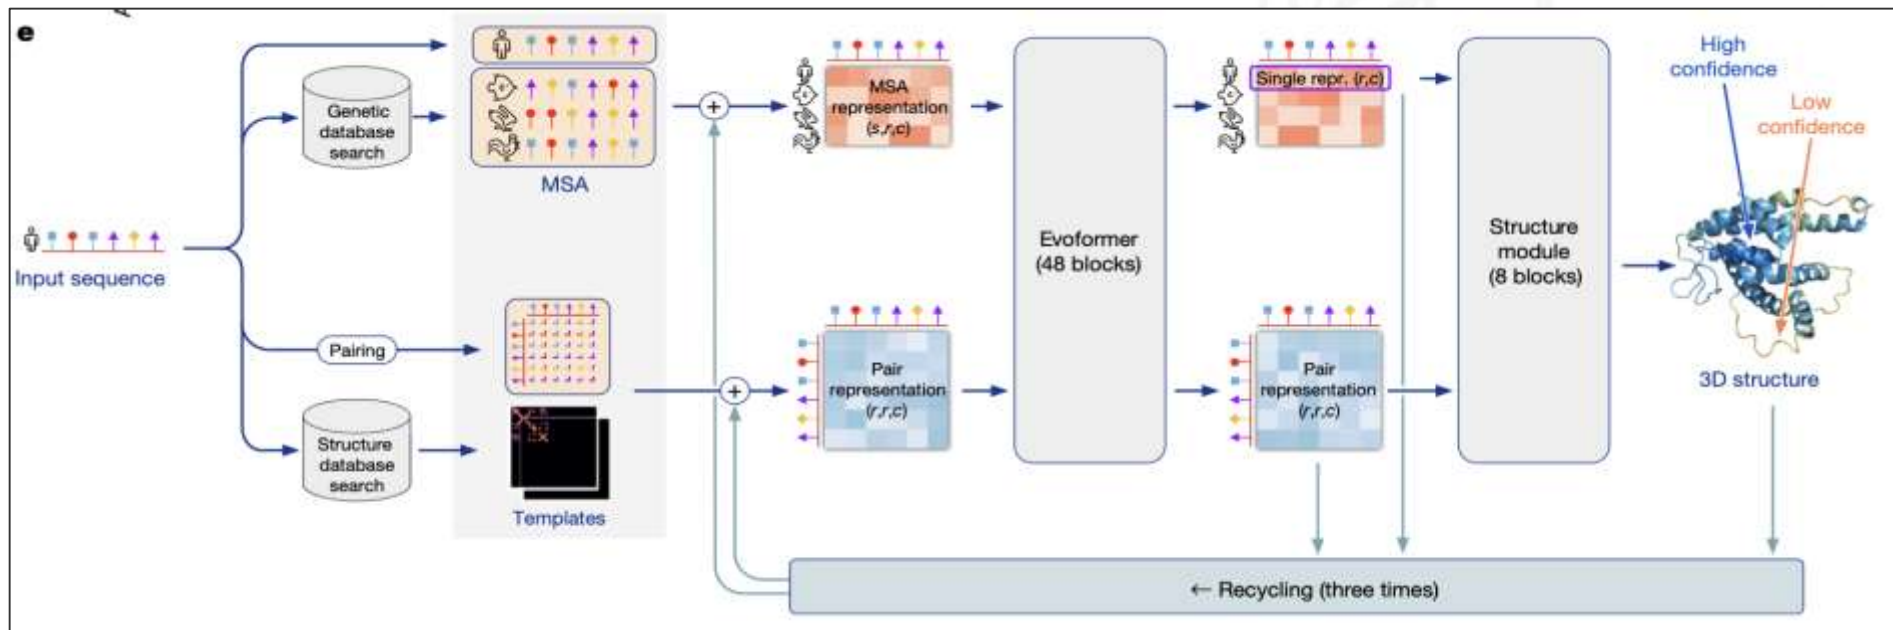 e
Input sequence
Genetic
database
search
Pairing
Structure
database
search
MSA
Templates
+
+
MSA
representation
(s,r,c)
Pair
representation
(r,r,c)
Evoformer
(48 blocks)
Single repr. (r,c)
Pair
representation
(r,r,c)
Structure
module
(8 blocks)
High
confidence
Low
confidence
3D structure
← Recycling (three times)